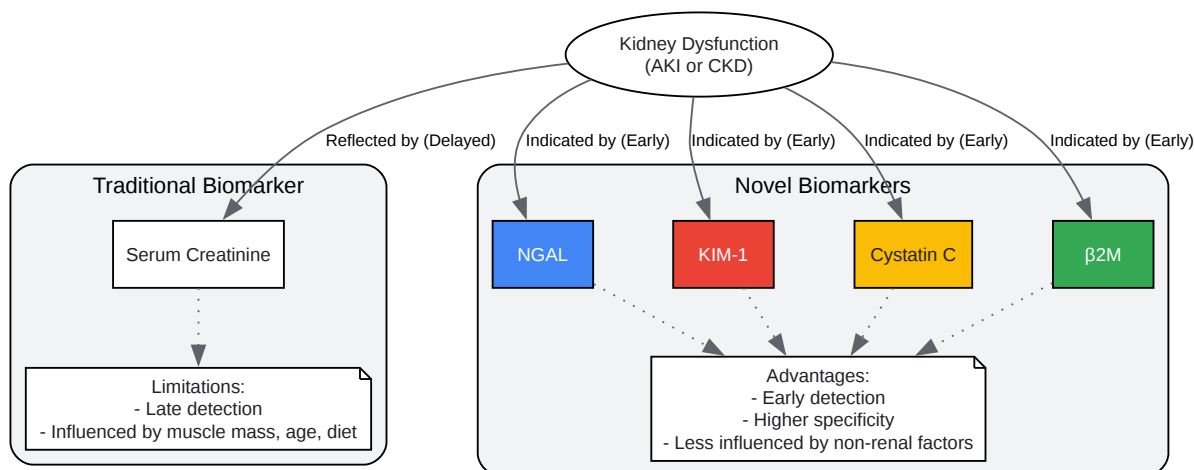 Kidney Dysfunction
(AKI or CKD)
Reflected by (Delayed)
Indicated by (Early)
Indicated by (Early)
Indicated by (Early)
Indicated by (Early)
Traditional Biomarker
Serum Creatinine
Limitations:
- Late detection
- Influenced by muscle mass, age, diet
Novel Biomarkers
NGAL
KIM-1
Cystatin C
β2M
Advantages:
- Early detection
- Higher specificity
- Less influenced by non-renal factors